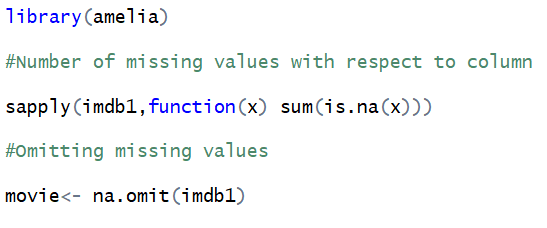 library(amelia)
#Number of missing values with respect to column
sapply(imdb1,function(x) sum(is.na(x)))
#Omitting missing values
movie<- na.omit(imdb1)